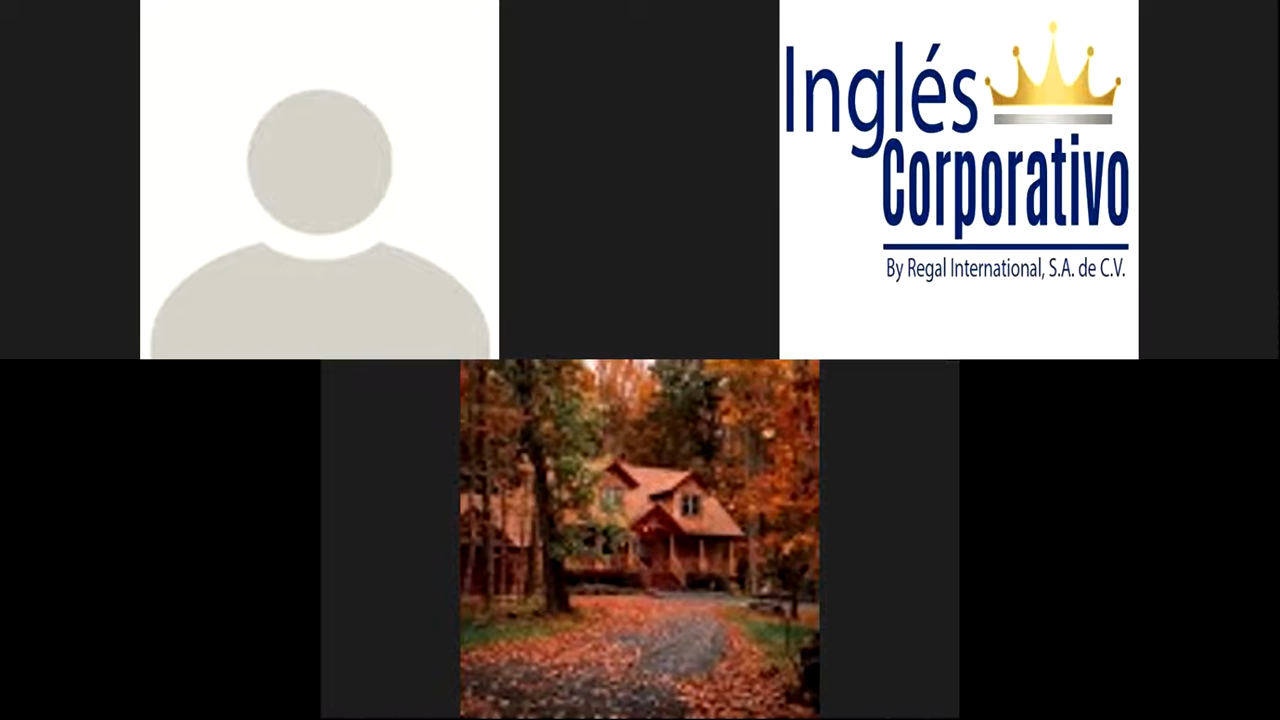 Inglés
Corporativo
By Regal International, S.A. de C.V.